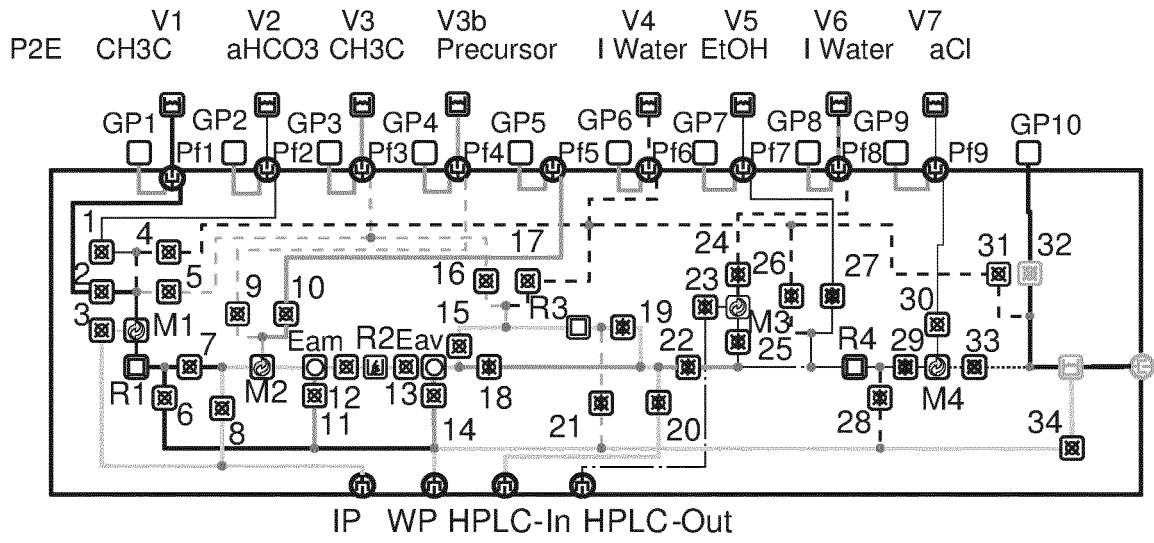 V1 V2 V3 V3b V4 V5 V6 V7
P2E CH3C aHCO3 CH3C Precursor I Water EtOH I Water aCl
GP1 GP2 GP3 GP4 GP5 GP6 GP7 GP8 GP9 GP10
Pf1 Pf2 Pf3 Pf4 Pf5 Pf6 Pf7 Pf8 Pf9
1 4 17 24 31 32
2 5 9 10 16 R3 23 26 27 30
3 M1 15 19 M3
7 Eam R2 Eav 22 25 R4 29 33
R1 M2 12 13 18 M4
6 8 11 14 21 20 28 34
IP WP HPLC-In HPLC-Out